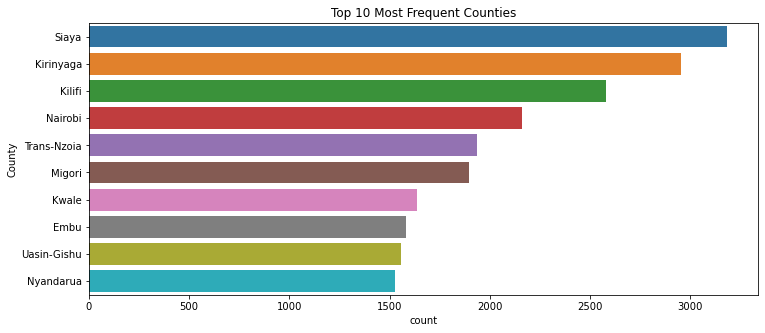 Top 10 Most Frequent Counties
County
Siaya
Kirinyaga
Kilifi
Nairobi
Trans-Nzoia
Migori
Kwale
Embu
Uasin-Gishu
Nyandarua
0 500 1000 1500 2000 2500 3000
count